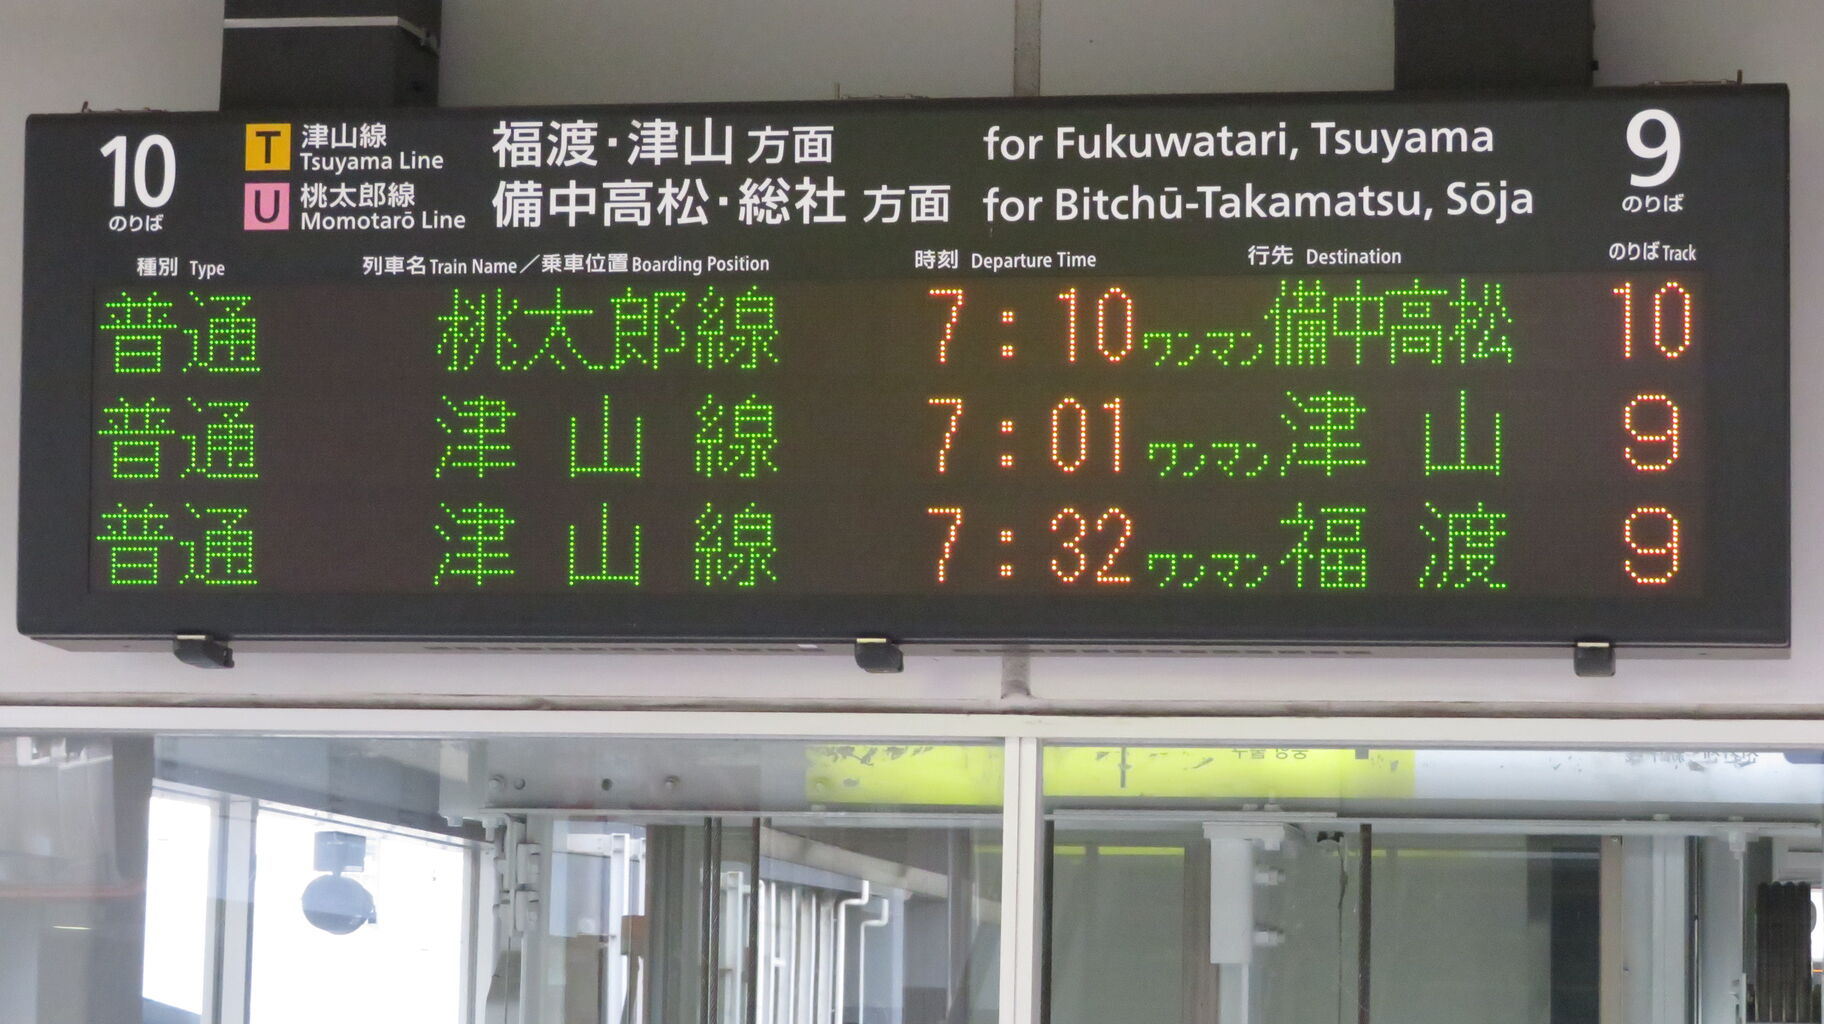 10 のりば
T 津山線 Tsuyama Line 福渡・津山 方面 for Fukuwatari, Tsuyama
U 桃太郎線 Momotarō Line 備中高松・総社 方面 for Bitchū-Takamatsu, Sōja
9 のりば
種別 Type 列車名 Train Name／乗車位置 Boarding Position 時刻 Departure Time 行先 Destination のりば Track
普通 桃太郎線 7:10 ワンマン 備中高松 10
普通 津山線 7:01 ワンマン 津山 9
普通 津山線 7:32 ワンマン 福渡 9